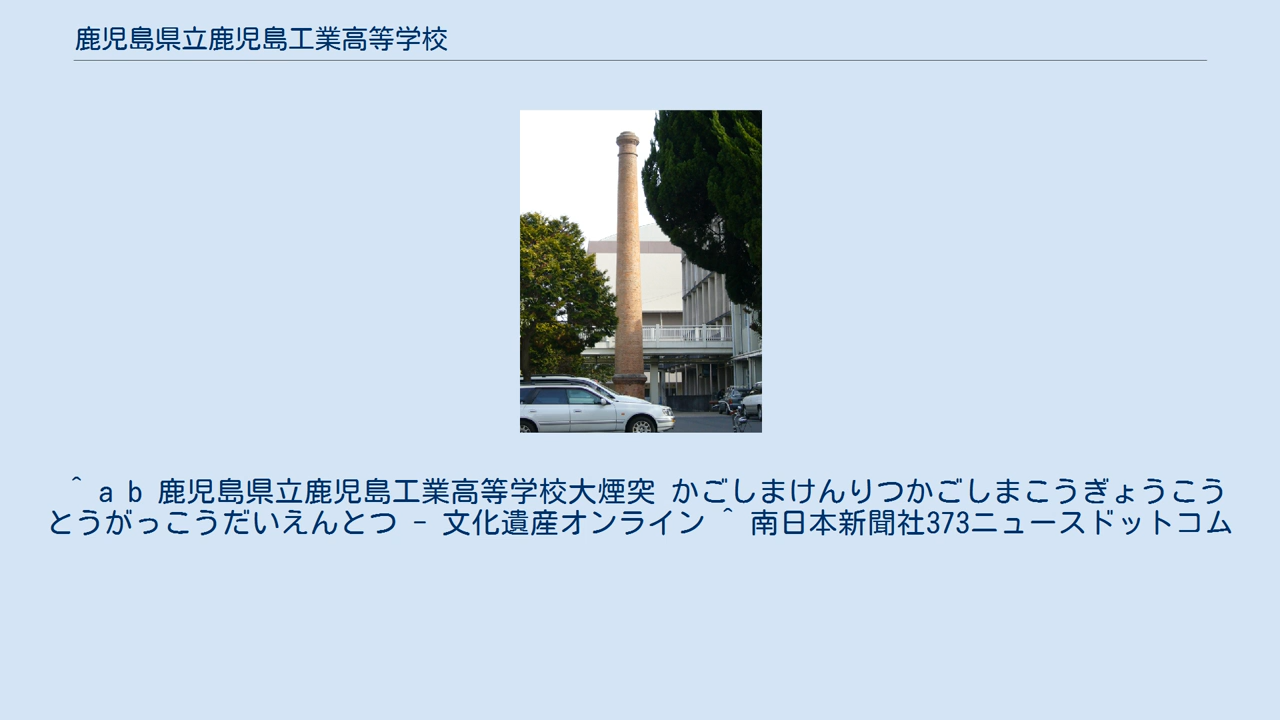 鹿児島県立鹿児島工業高等学校
^ a b 鹿児島県立鹿児島工業高等学校大煙突 かごしまけんりつかごしまこうぎょうこう
とうがっこうだいえんとつ - 文化遺産オンライン ^ 南日本新聞社373ニュースドットコム